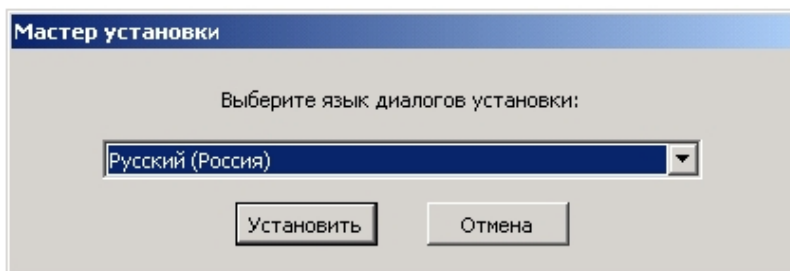 Мастер установки
Выберите язык диалогов установки:
Русский (Россия)
Установить Отмена